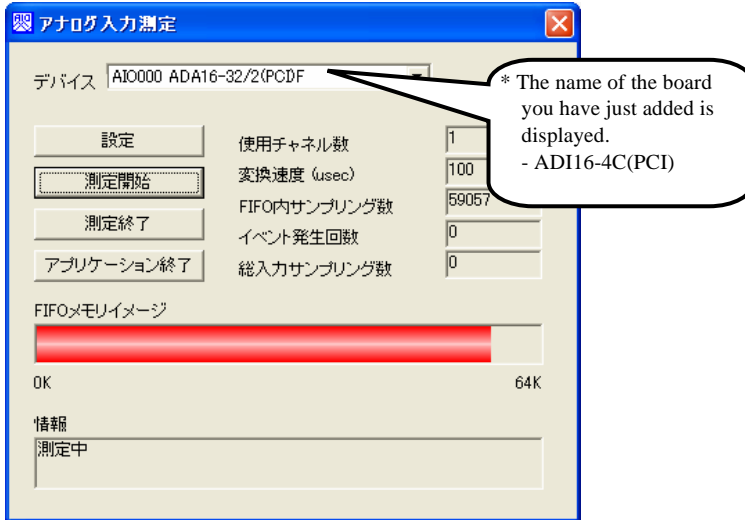 アナログ入力測定
デバイス AIO000 ADA16-32/2(PCI)F
* The name of the board
you have just added is
displayed.
- ADI16-4C(PCI)
設定
測定開始
測定終了
アプリケーション終了
使用チャネル数 1
変換速度 (usec) 100
FIFO内サンプリング数 59057
イベント発生回数 0
総入力サンプリング数 0
FIFOメモリイメージ
0K 64K
情報
測定中